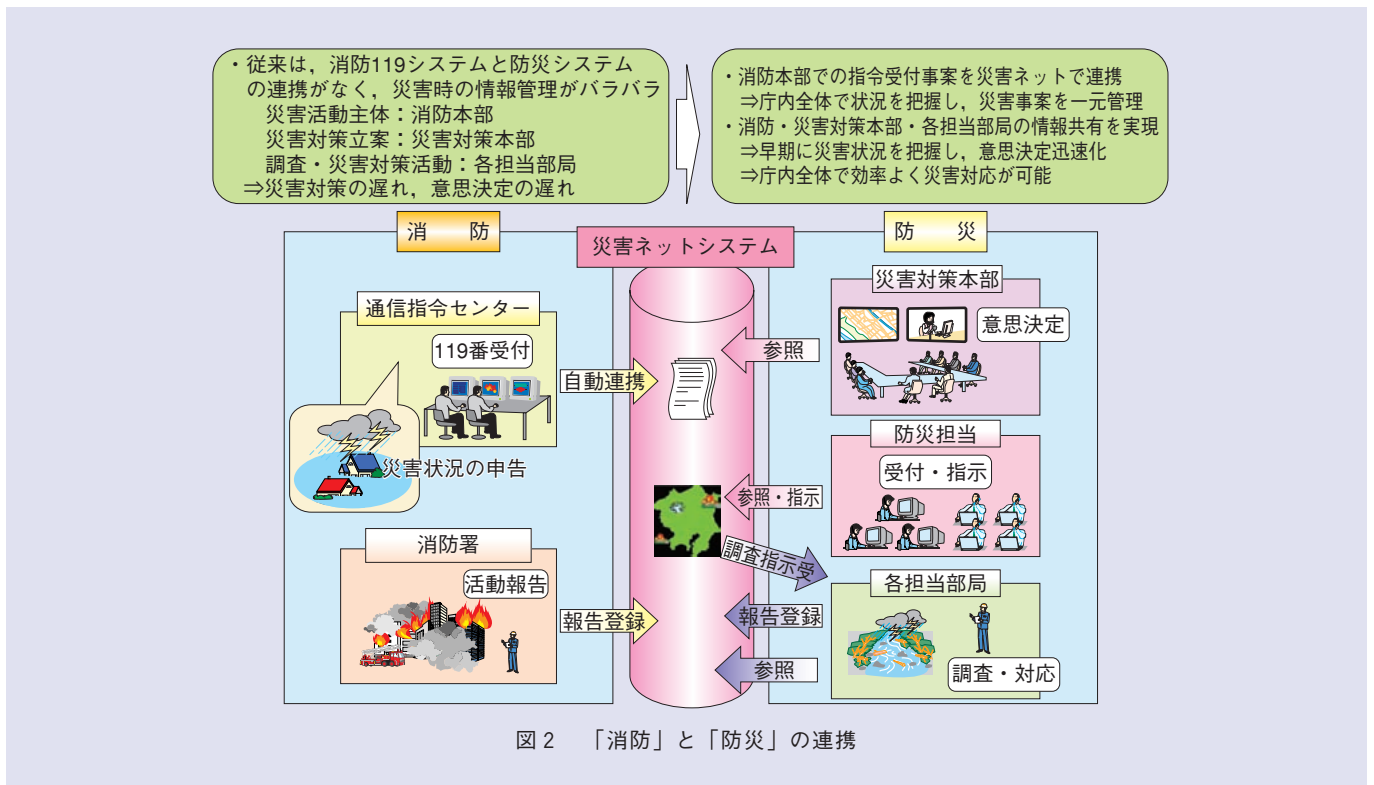 ・従来は，消防119システムと防災システム
の連携がなく，災害時の情報管理がバラバラ
災害活動主体：消防本部
災害対策立案：災害対策本部
調査・災害対策活動：各担当部局
⇒災害対策の遅れ，意思決定の遅れ
・消防本部での指令受付事案を災害ネットで連携
⇒庁内全体で状況を把握し，災害事案を一元管理
・消防・災害対策本部・各担当部局の情報共有を実現
⇒早期に災害状況を把握し，意思決定迅速化
⇒庁内全体で効率よく災害対応が可能
消　防
災害ネットシステム
防　災
通信指令センター
119番受付
災害状況の申告
自動連携
消防署
活動報告
報告登録
災害対策本部
意思決定
参照
防災担当
受付・指示
参照・指示
調査指示受
各担当部局
報告登録
参照
調査・対応
図２　「消防」と「防災」の連携